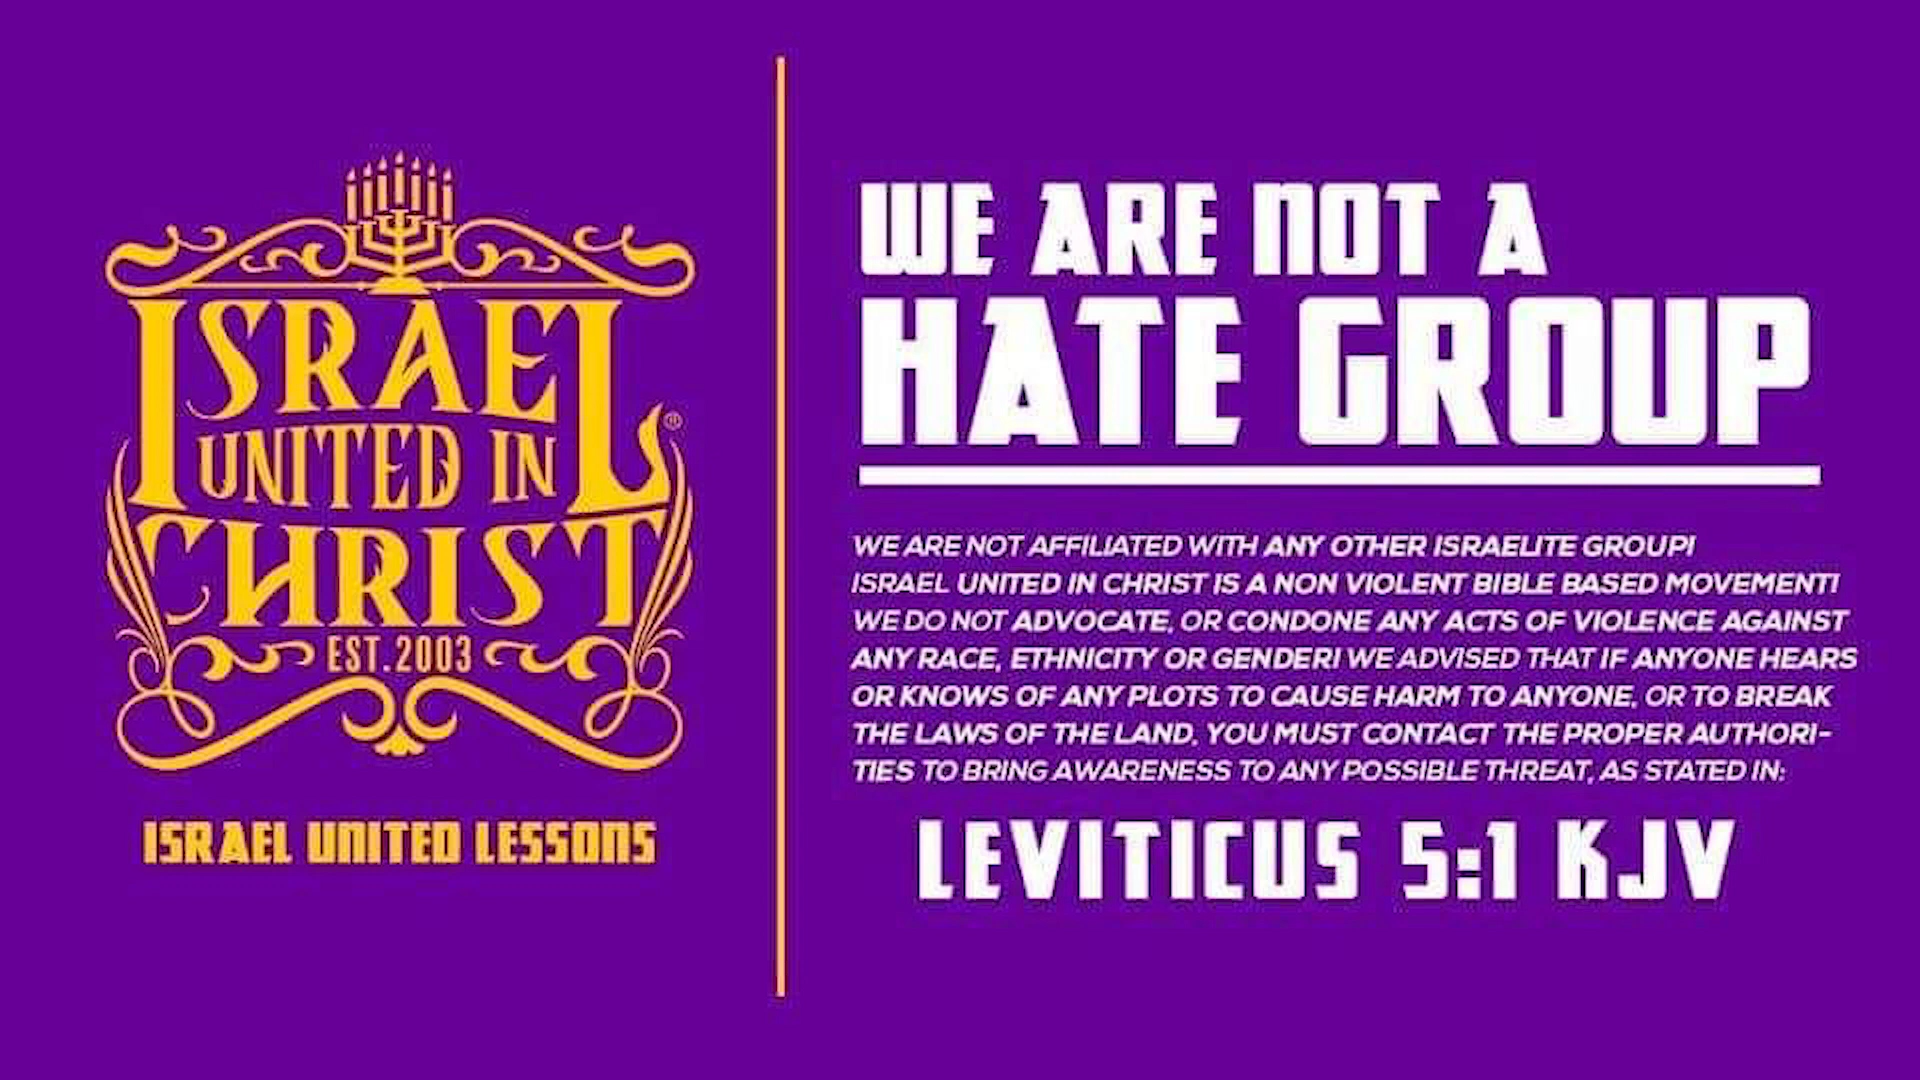 ISRAEL
UNITED IN
CHRIST
®
EST.2003
ISRAEL UNITED LESSONS
WE ARE NOT A
HATE GROUP
WE ARE NOT AFFILIATED WITH ANY OTHER ISRAELITE GROUP!
ISRAEL UNITED IN CHRIST IS A NON VIOLENT BIBLE BASED MOVEMENT!
WE DO NOT ADVOCATE, OR CONDONE ANY ACTS OF VIOLENCE AGAINST
ANY RACE, ETHNICITY OR GENDER! WE ADVISED THAT IF ANYONE HEARS
OR KNOWS OF ANY PLOTS TO CAUSE HARM TO ANYONE, OR TO BREAK
THE LAWS OF THE LAND, YOU MUST CONTACT THE PROPER AUTHORI-
TIES TO BRING AWARENESS TO ANY POSSIBLE THREAT, AS STATED IN:
LEVITICUS 5:1 KJV